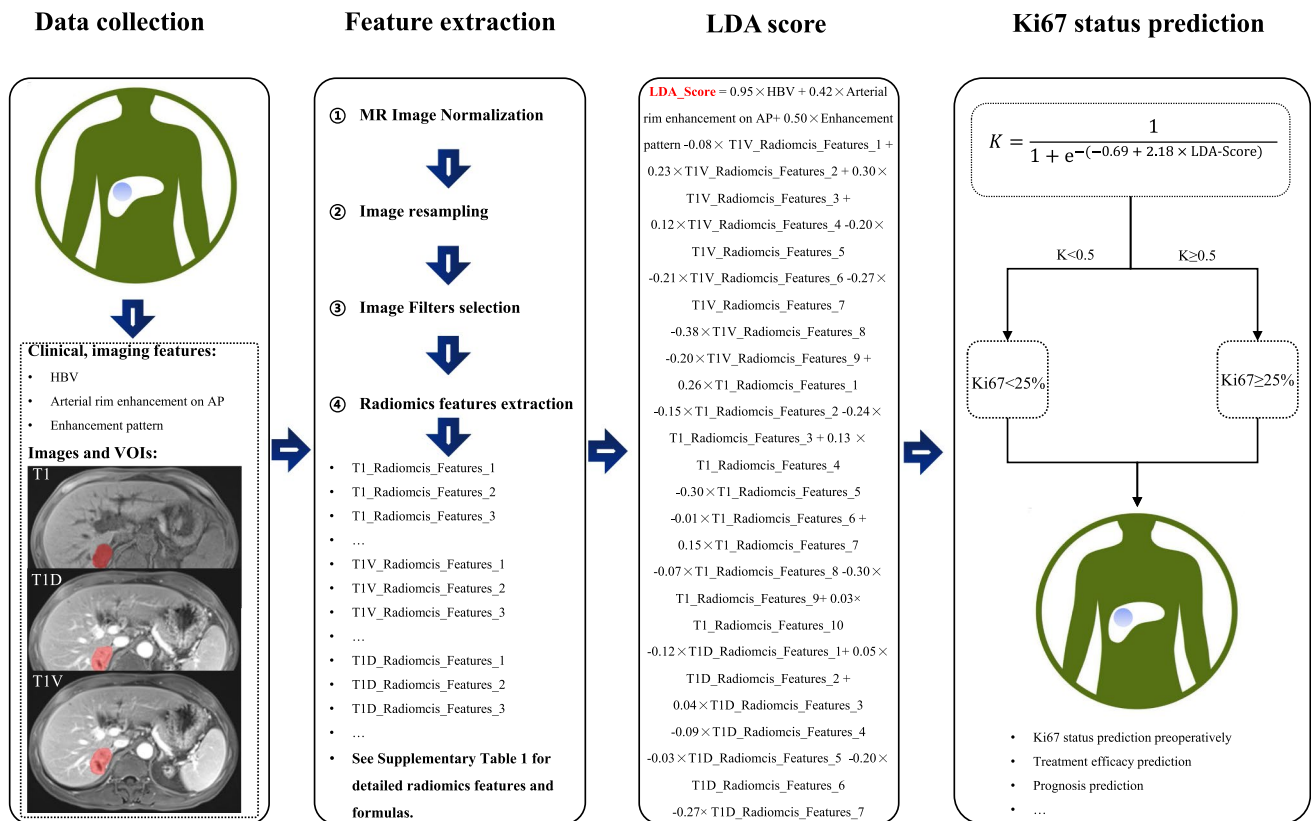 Data collection
Feature extraction
LDA score
Ki67 status prediction
Clinical, imaging features:
• HBV
• Arterial rim enhancement on AP
• Enhancement pattern
Images and VOIs:
T1
T1D
T1V
① MR Image Normalization
② Image resampling
③ Image Filters selection
④ Radiomics features extraction
• T1_Radiomcis_Features_1
• T1_Radiomcis_Features_2
• T1_Radiomcis_Features_3
• …
• T1V_Radiomcis_Features_1
• T1V_Radiomcis_Features_2
• T1V_Radiomcis_Features_3
• …
• T1D_Radiomcis_Features_1
• T1D_Radiomcis_Features_2
• T1D_Radiomcis_Features_3
• …
• See Supplementary Table 1 for
detailed radiomics features and
formulas.
LDA_Score = 0.95×HBV + 0.42×Arterial
rim enhancement on AP+ 0.50×Enhancement
pattern -0.08× T1V_Radiomcis_Features_1 +
0.23×T1V_Radiomcis_Features_2 + 0.30×
T1V_Radiomcis_Features_3 +
0.12×T1V_Radiomcis_Features_4 -0.20×
T1V_Radiomcis_Features_5
-0.21×T1V_Radiomcis_Features_6 -0.27×
T1V_Radiomcis_Features_7
-0.38×T1V_Radiomcis_Features_8
-0.20×T1V_Radiomcis_Features_9 +
0.26×T1_Radiomcis_Features_1
-0.15×T1_Radiomcis_Features_2 -0.24×
T1_Radiomcis_Features_3 + 0.13 ×
T1_Radiomcis_Features_4
-0.30×T1_Radiomcis_Features_5
-0.01×T1_Radiomcis_Features_6 +
0.15×T1_Radiomcis_Features_7
-0.07×T1_Radiomcis_Features_8 -0.30×
T1_Radiomcis_Features_9+ 0.03×
T1_Radiomcis_Features_10
-0.12×T1D_Radiomcis_Features_1+ 0.05×
T1D_Radiomcis_Features_2 +
0.04×T1D_Radiomcis_Features_3
-0.09×T1D_Radiomcis_Features_4
-0.03×T1D_Radiomcis_Features_5 -0.20×
T1D_Radiomcis_Features_6
-0.27× T1D_Radiomcis_Features_7
K = 1 / 1 + e^−(−0.69 + 2.18 × LDA-Score)
K<0.5
K≥0.5
Ki67<25%
Ki67≥25%
• Ki67 status prediction preoperatively
• Treatment efficacy prediction
• Prognosis prediction
• …